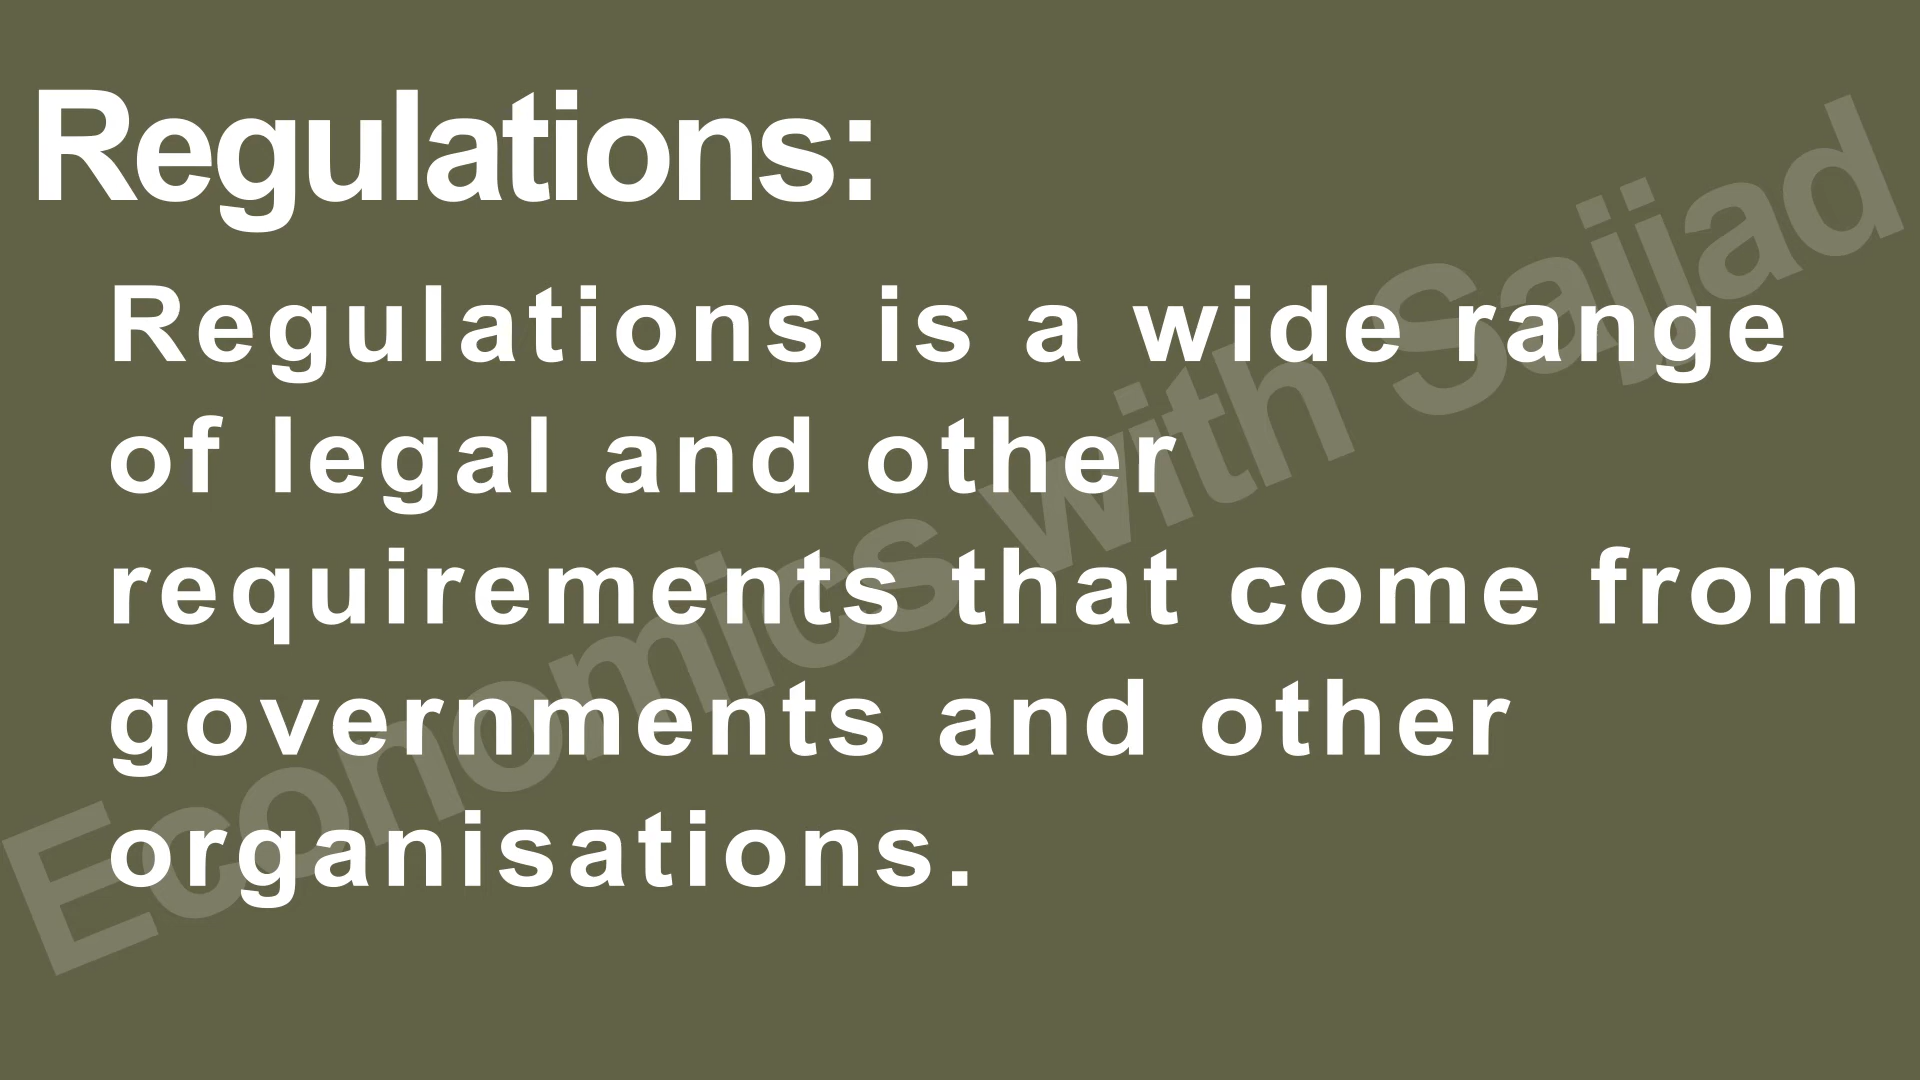 Regulations:
Regulations is a wide range
of legal and other
requirements that come from
governments and other
organisations.
Economics with Sajjad